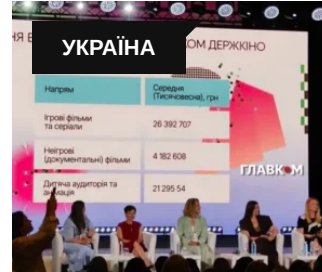 НЯ В
УКРАЇНА
КОМ ДЕРЖКІНО
Напрям
Середня
(Тисячовесна), грн
Ігрові фільми
та серіали
26 392 707
Неігрові
(документальні) фільми
4 182 608
Дитяча аудиторія та
анімація
21 295 54
ГЛАВКОМ